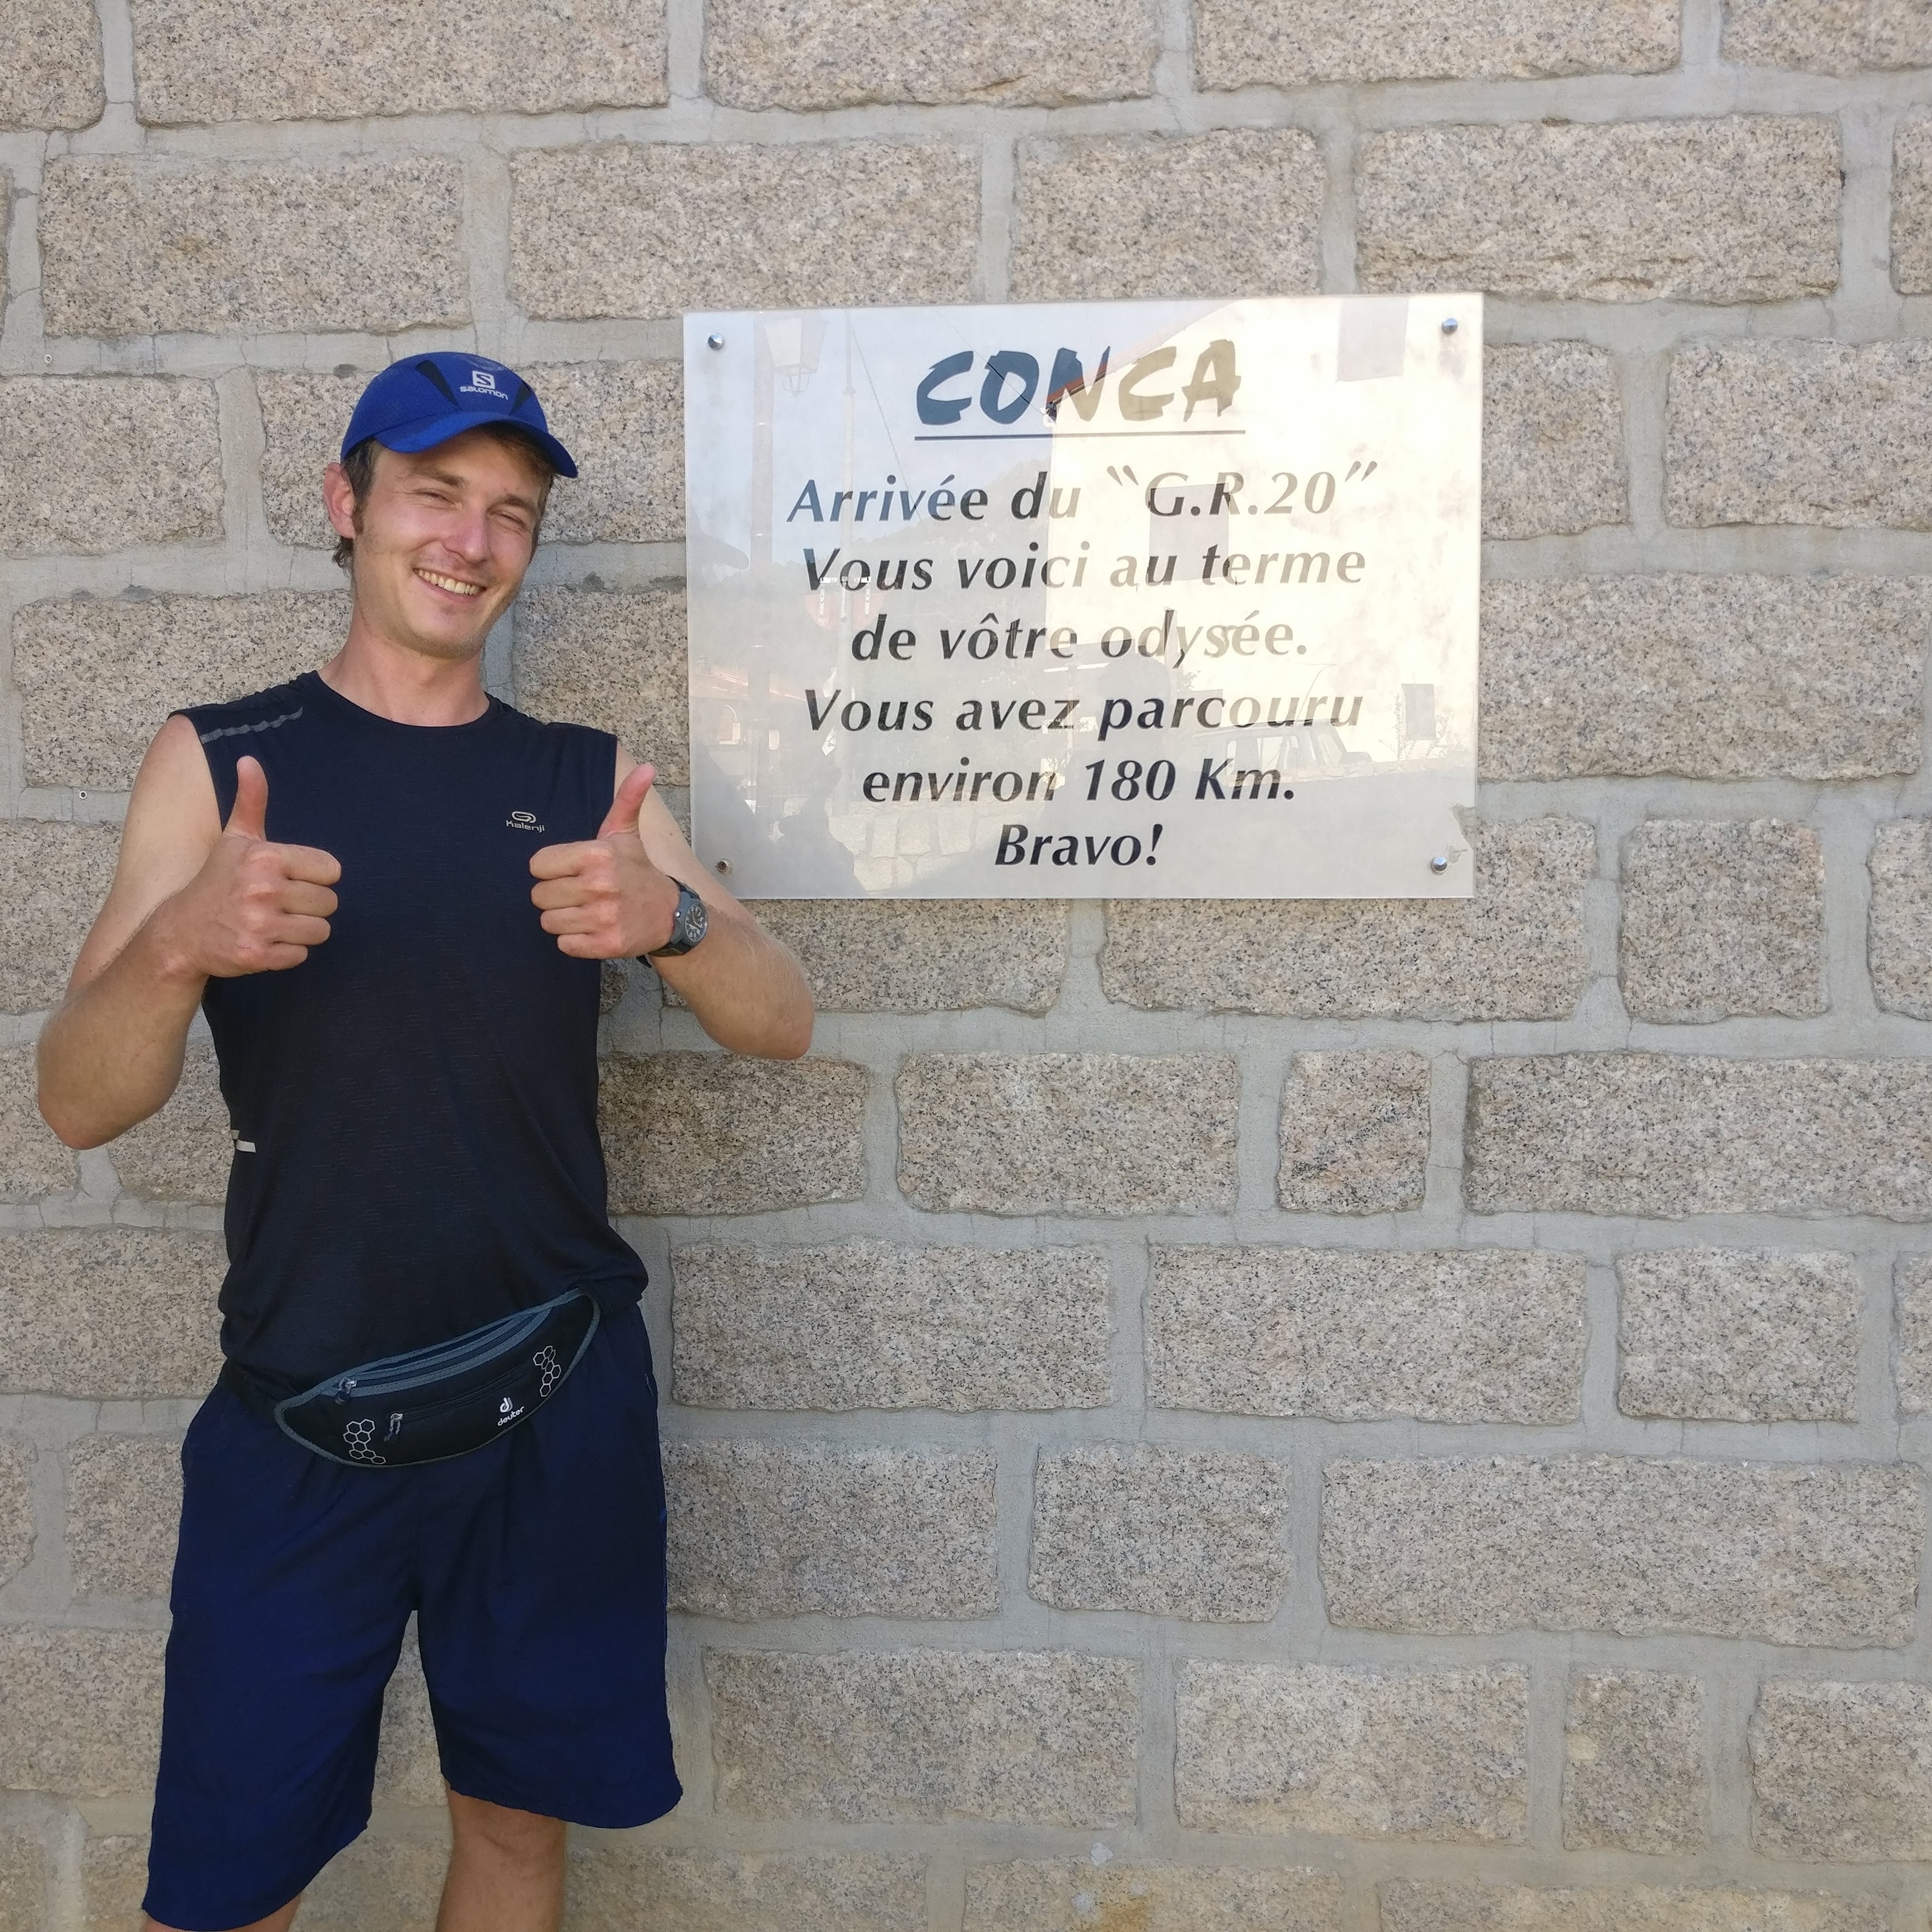 CONCA
Arrivée du "G.R.20"
Vous voici au terme
de vôtre odysée.
Vous avez parcouru
environ 180 Km.
Bravo!
S
salomon
Kalenji
deuter